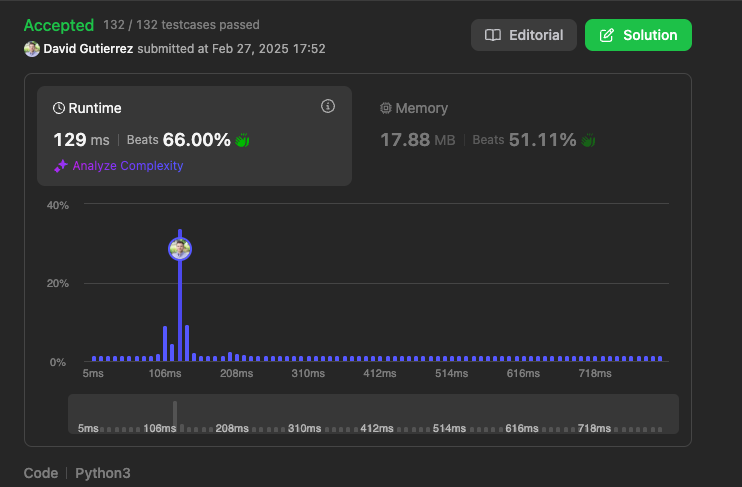 Accepted 132 / 132 testcases passed
David Gutierrez submitted at Feb 27, 2025 17:52
Editorial
Solution
Runtime
129 ms | Beats 66.00%
Analyze Complexity
Memory
17.88 MB | Beats 51.11%
40%
20%
0%
5ms 106ms 208ms 310ms 412ms 514ms 616ms 718ms
5ms 106ms 208ms 310ms 412ms 514ms 616ms 718ms
Code | Python3